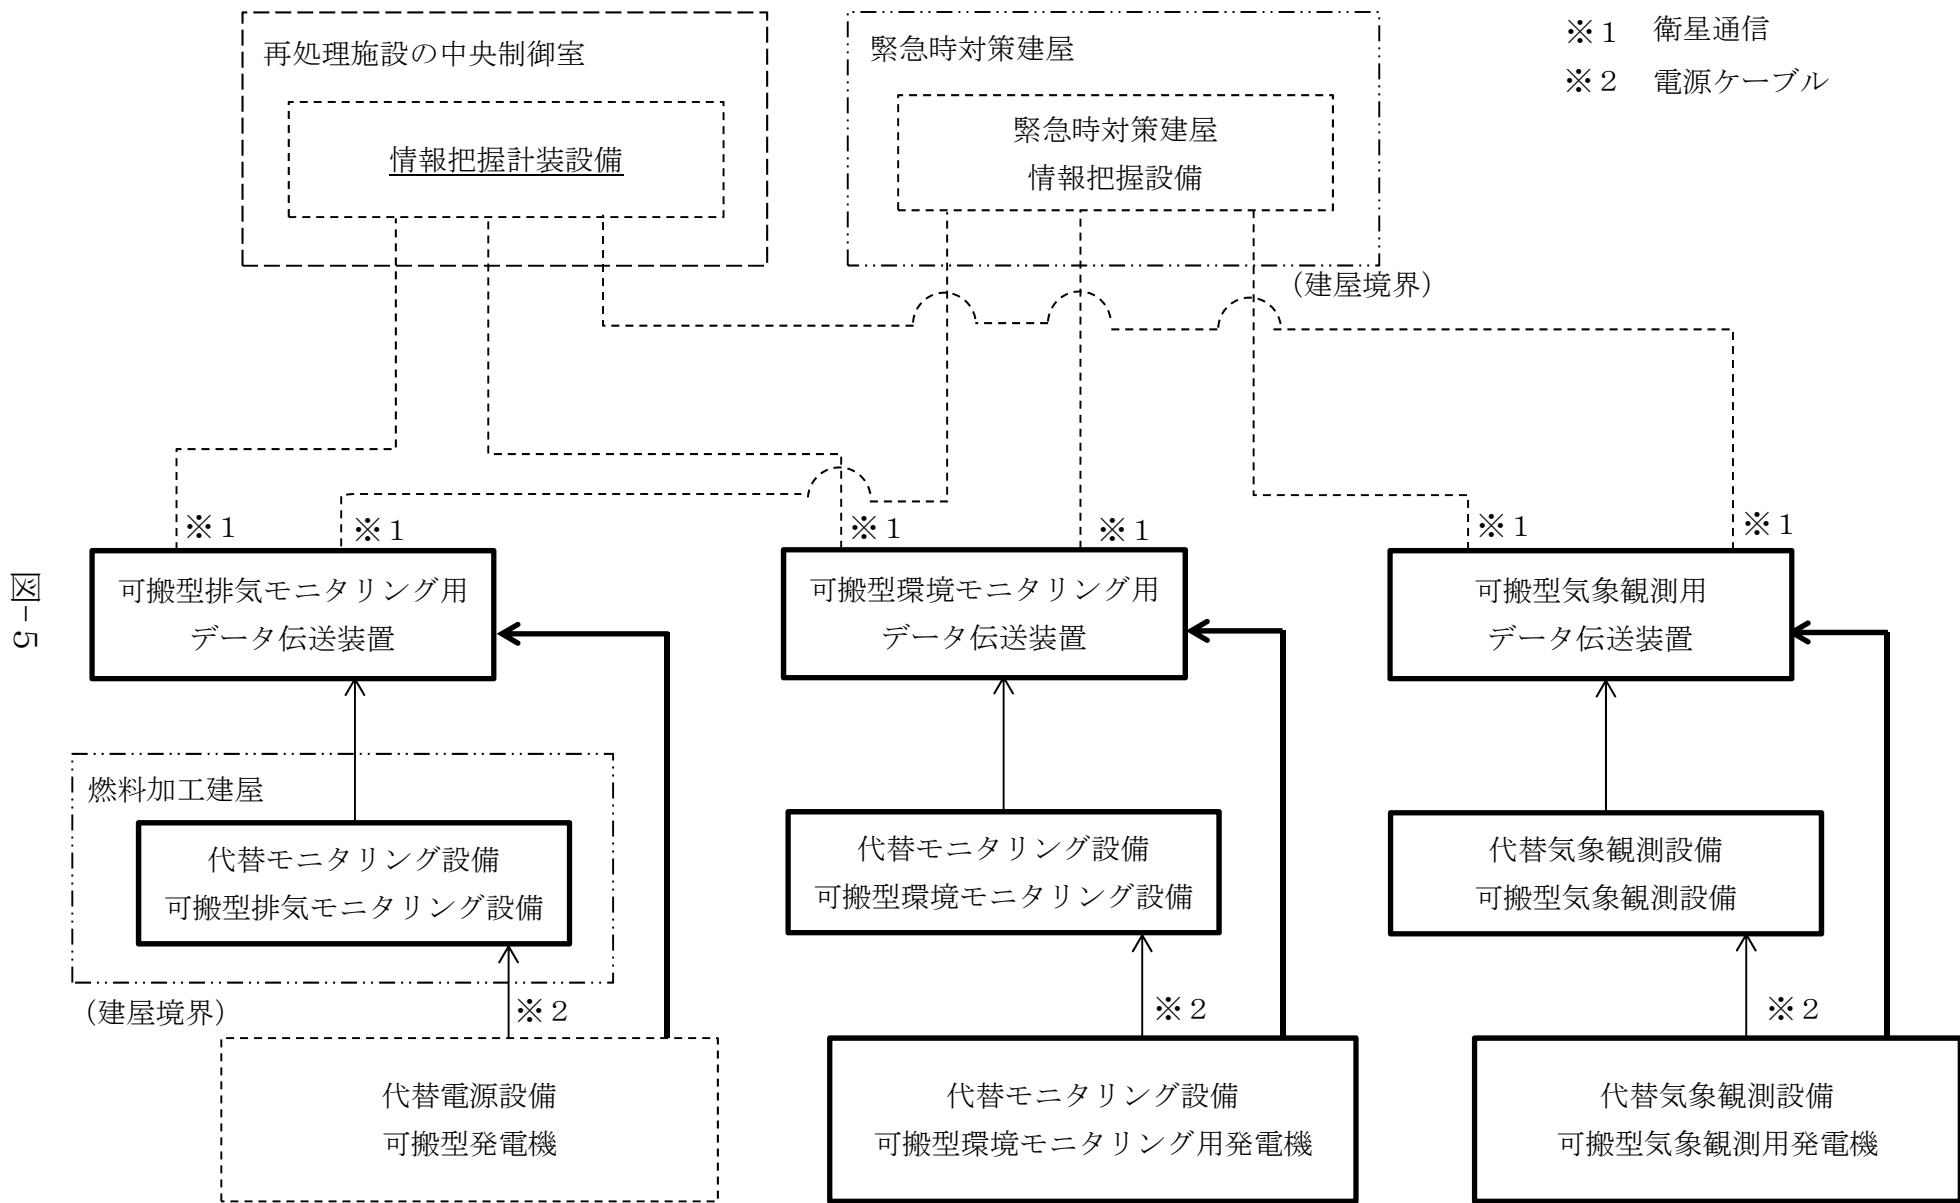 再処理施設の中央制御室
情報把握計装設備
緊急時対策建屋
緊急時対策建屋
情報把握設備
（建屋境界）
※１　衛星通信
※２　電源ケーブル
※１
※１
※１
※１
※１
※１
図-5
可搬型排気モニタリング用
データ伝送装置
可搬型環境モニタリング用
データ伝送装置
可搬型気象観測用
データ伝送装置
燃料加工建屋
代替モニタリング設備
可搬型排気モニタリング設備
代替モニタリング設備
可搬型環境モニタリング設備
代替気象観測設備
可搬型気象観測設備
（建屋境界）
※２
※２
※２
代替電源設備
可搬型発電機
代替モニタリング設備
可搬型環境モニタリング用発電機
代替気象観測設備
可搬型気象観測用発電機